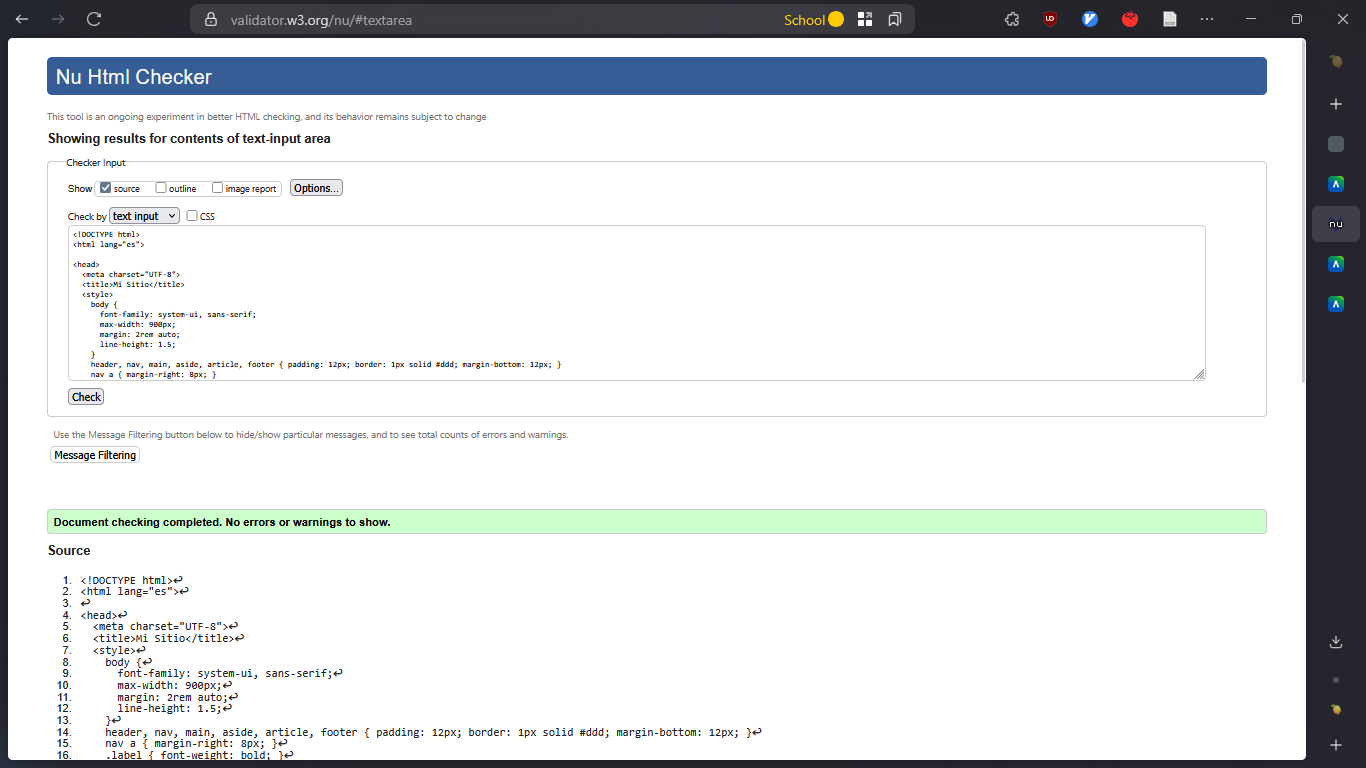 validator.w3.org/nu/#textarea
School
Nu Html Checker
This tool is an ongoing experiment in better HTML checking, and its behavior remains subject to change
Showing results for contents of text-input area
Checker Input
Show source outline image report Options...
Check by text input CSS
<!DOCTYPE html>
<html lang="es">
<head>
<meta charset="UTF-8">
<title>Mi Sitio</title>
<style>
body {
font-family: system-ui, sans-serif;
max-width: 900px;
margin: 2rem auto;
line-height: 1.5;
}
header, nav, main, aside, article, footer { padding: 12px; border: 1px solid #ddd; margin-bottom: 12px; }
nav a { margin-right: 8px; }
Check
Use the Message Filtering button below to hide/show particular messages, and to see total counts of errors and warnings.
Message Filtering
Document checking completed. No errors or warnings to show.
Source
1. <!DOCTYPE html>↩
2. <html lang="es">↩
3. ↩
4. <head>↩
5. <meta charset="UTF-8">↩
6. <title>Mi Sitio</title>↩
7. <style>↩
8. body {↩
9. font-family: system-ui, sans-serif;↩
10. max-width: 900px;↩
11. margin: 2rem auto;↩
12. line-height: 1.5;↩
13. }↩
14. header, nav, main, aside, article, footer { padding: 12px; border: 1px solid #ddd; margin-bottom: 12px; }↩
15. nav a { margin-right: 8px; }↩
16. .label { font-weight: bold; }↩
nu